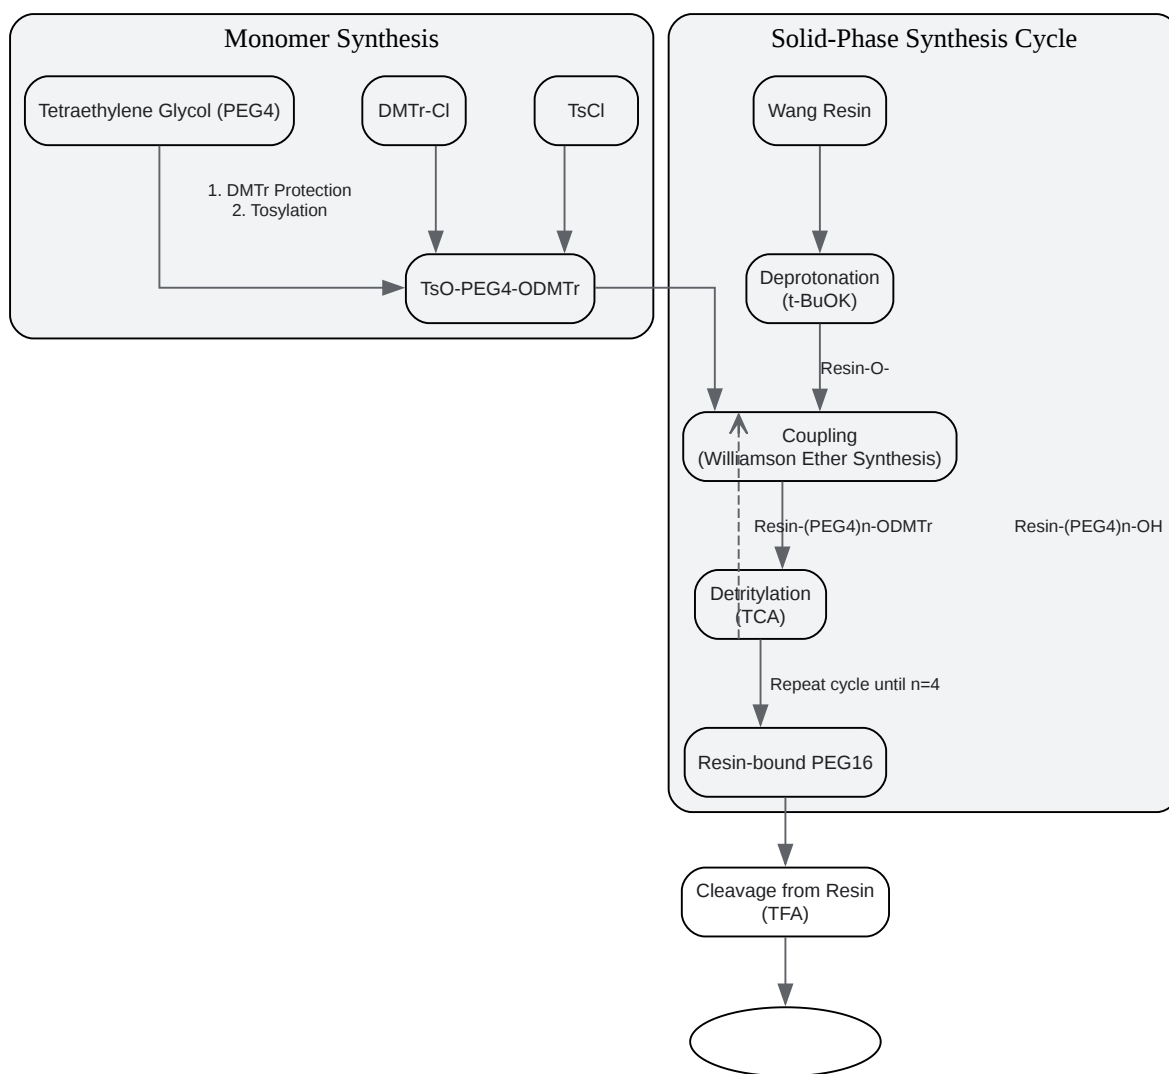 Monomer Synthesis
Solid-Phase Synthesis Cycle
Tetraethylene Glycol (PEG4)
DMTr-Cl
TsCl
Wang Resin
1. DMTr Protection
2. Tosylation
TsO-PEG4-ODMTr
Deprotonation
(t-BuOK)
Resin-O-
Coupling
(Williamson Ether Synthesis)
Resin-(PEG4)n-ODMTr
Resin-(PEG4)n-OH
Detritylation
(TCA)
Repeat cycle until n=4
Resin-bound PEG16
Cleavage from Resin
(TFA)